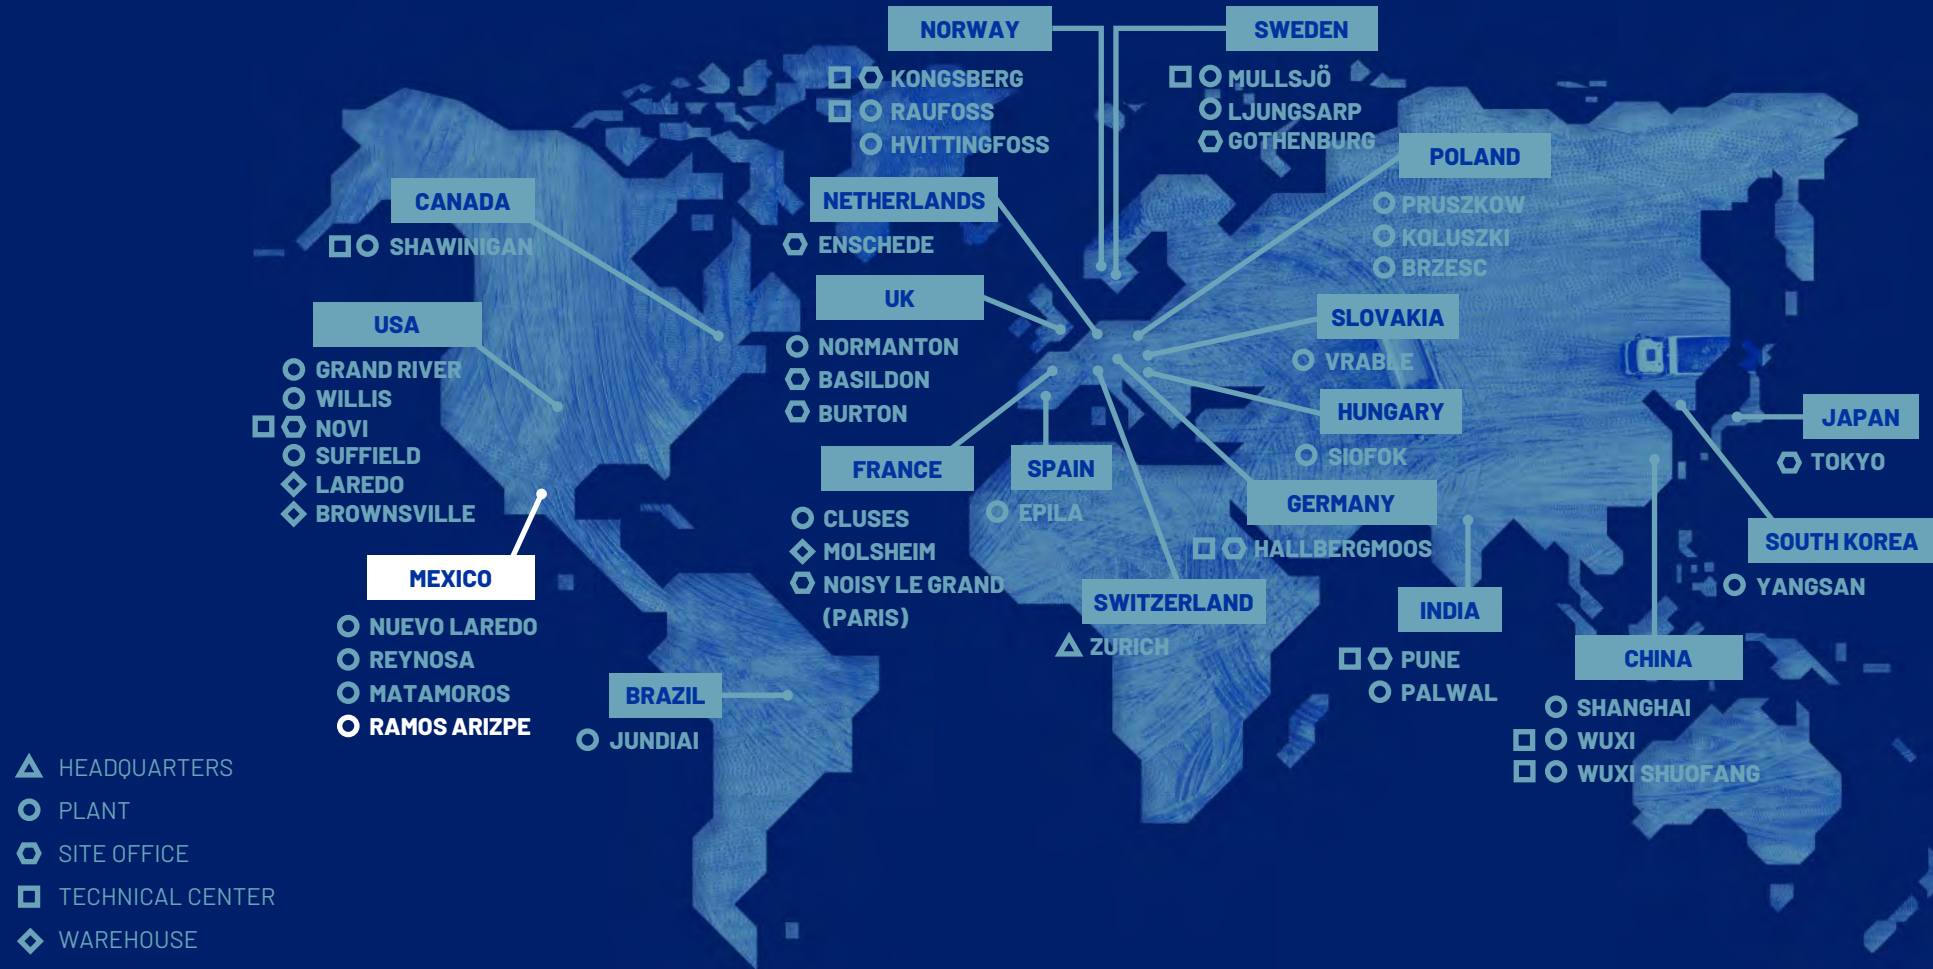 NORWAY
KONGSBERG
RAUFOSS
HVITTINGFOSS
SWEDEN
MULLSJÖ
LJUNGSARP
GOTHENBURG
POLAND
PRUSZKOW
KOLUSZKI
BRZESC
CANADA
SHAWINIGAN
NETHERLANDS
ENSCHEDE
UK
NORMANTON
BASILDON
BURTON
USA
GRAND RIVER
WILLIS
NOVI
SUFFIELD
LAREDO
BROWNSVILLE
SLOVAKIA
VRABLE
HUNGARY
SIOFOK
JAPAN
TOKYO
FRANCE
CLUSES
MOLSHEIM
NOISY LE GRAND
(PARIS)
SPAIN
EPILA
GERMANY
HALLBERGMOOS
SOUTH KOREA
YANGSAN
MEXICO
NUEVO LAREDO
REYNOSA
MATAMOROS
RAMOS ARIZPE
SWITZERLAND
ZURICH
INDIA
PUNE
PALWAL
CHINA
SHANGHAI
WUXI
WUXI SHUOFANG
BRAZIL
JUNDIAI
HEADQUARTERS
PLANT
SITE OFFICE
TECHNICAL CENTER
WAREHOUSE